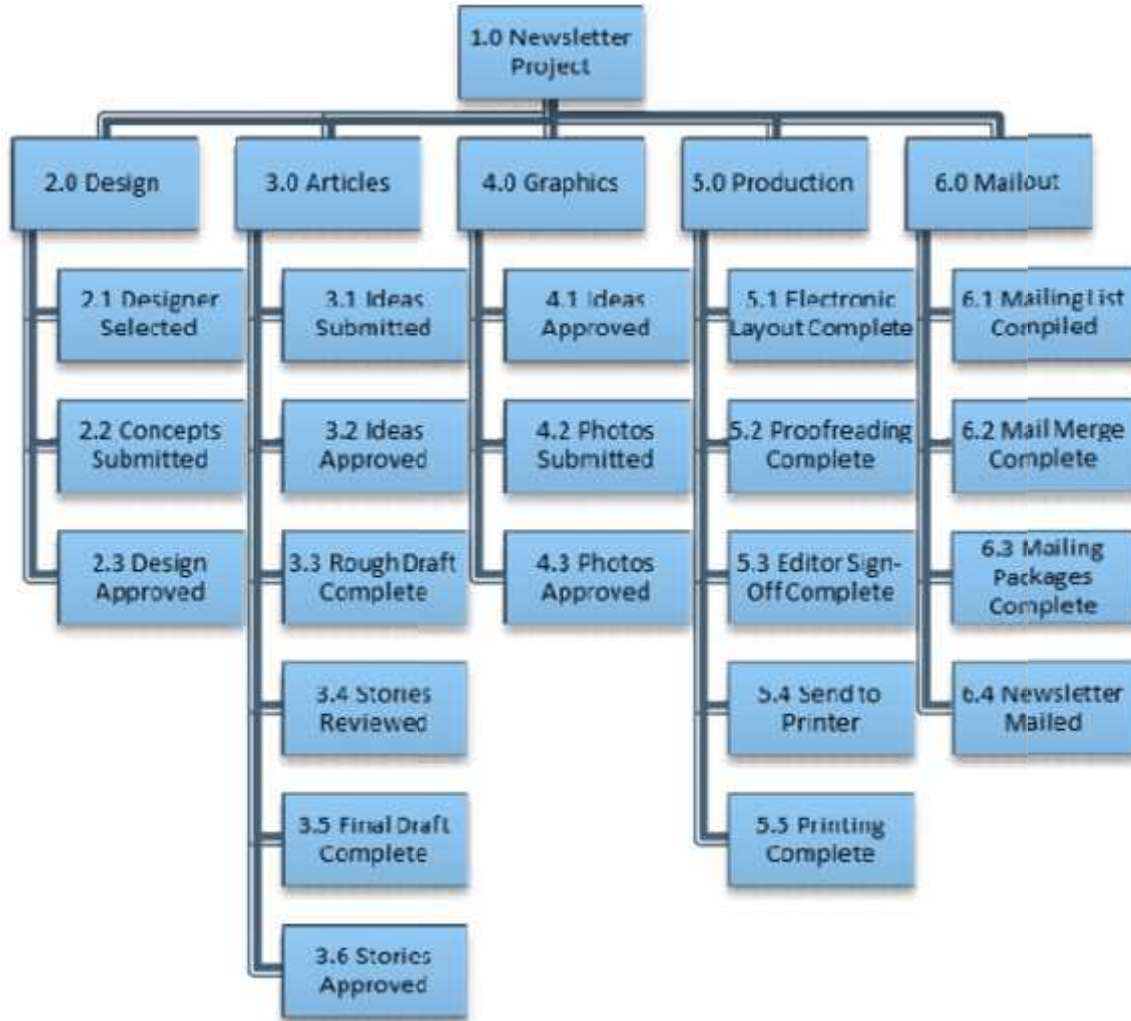 1.0 Newsletter
Project
2.0 Design
3.0 Articles
4.0 Graphics
5.0 Production
6.0 Mailout
2.1 Designer
Selected
3.1 Ideas
Submitted
4.1 Ideas
Approved
5.1 Electronic
Layout Complete
6.1 Mailing List
Compiled
2.2 Concepts
Submitted
3.2 Ideas
Approved
4.2 Photos
Submitted
5.2 Proofreading
Complete
6.2 Mail Merge
Complete
2.3 Design
Approved
3.3 Rough Draft
Complete
4.3 Photos
Approved
5.3 Editor Sign-
Off Complete
6.3 Mailing
Packages
Complete
3.4 Stories
Reviewed
5.4 Send to
Printer
6.4 Newsletter
Mailed
3.5 Final Draft
Complete
5.5 Printing
Complete
3.6 Stories
Approved